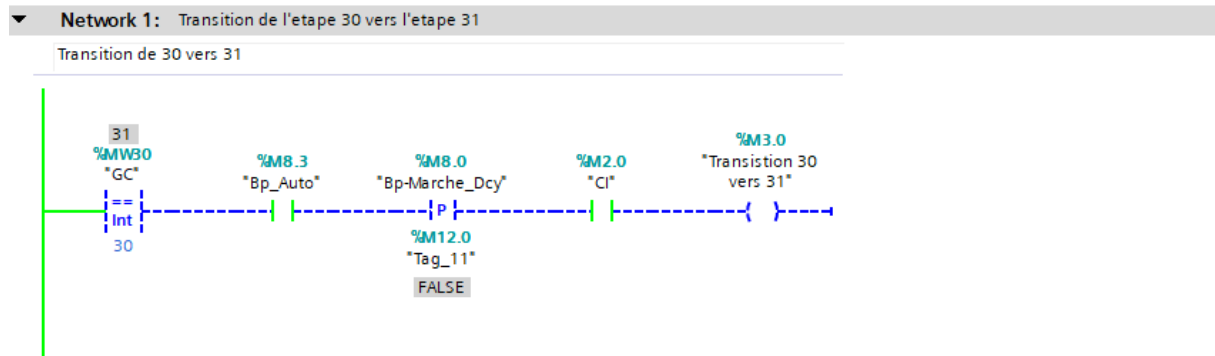 Network 1: Transition de l'etape 30 vers l'etape 31
Transition de 30 vers 31
31
%MW30
"GC"
==
Int
30
%M8.3
"Bp_Auto"
%M8.0
"Bp-Marche_Dcy"
P
%M12.0
"Tag_11"
FALSE
%M2.0
"CI"
%M3.0
"Transistion 30
vers 31"